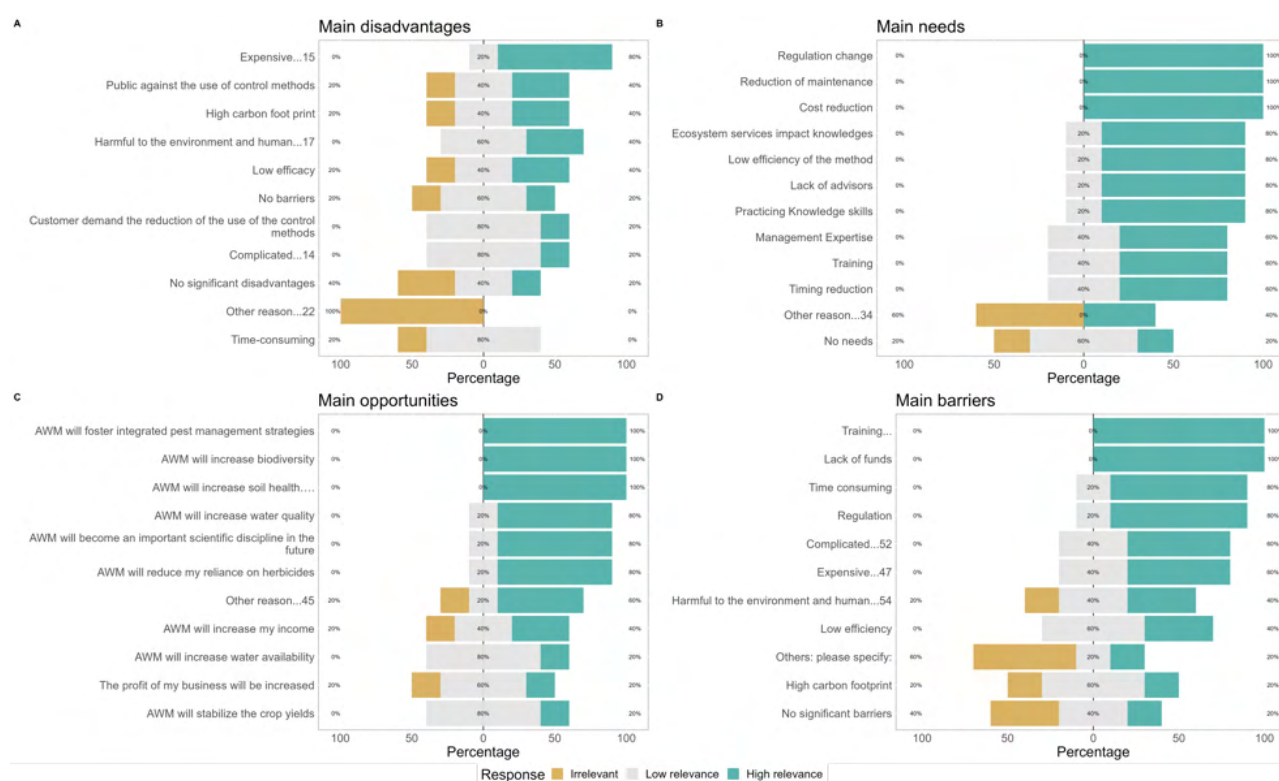 A
Main disadvantages
Expensive...15 0% 20% 80%
Public against the use of control methods 20% 40% 40%
High carbon foot print 20% 40% 40%
Harmful to the environment and human...17 0% 60% 40%
Low efficacy 20% 40% 40%
No barriers 20% 60% 20%
Customer demand the reduction of the use of the control
methods 0% 80% 20%
Complicated...14 0% 80% 20%
No significant disadvantages 40% 40% 20%
Other reason...22 100% 0% 0%
Time-consuming 20% 80% 0%
100 50 0 50 100
Percentage
B
Main needs
Regulation change 0% 0% 100%
Reduction of maintenance 0% 0% 100%
Cost reduction 0% 0% 100%
Ecosystem services impact knowledges 0% 20% 80%
Low efficiency of the method 0% 20% 80%
Lack of advisors 0% 20% 80%
Practicing Knowledge skills 0% 20% 80%
Management Expertise 0% 40% 60%
Training 0% 40% 60%
Timing reduction 0% 40% 60%
Other reason...34 60% 0% 40%
No needs 20% 60% 20%
100 50 0 50 100
Percentage
C
Main opportunities
AWM will foster integrated pest management strategies 0% 0% 100%
AWM will increase biodiversity 0% 0% 100%
AWM will increase soil health.... 0% 0% 100%
AWM will increase water quality 0% 20% 80%
AWM will become an important scientific discipline in the
future 0% 20% 80%
AWM will reduce my reliance on herbicides 0% 20% 80%
Other reason...45 20% 20% 60%
AWM will increase my income 20% 40% 40%
AWM will increase water availability 0% 80% 20%
The profit of my business will be increased 20% 60% 20%
AWM will stabilize the crop yields 0% 80% 20%
100 50 0 50 100
Percentage
D
Main barriers
Training... 0% 0% 100%
Lack of funds 0% 0% 100%
Time consuming 0% 20% 80%
Regulation 0% 20% 80%
Complicated...52 0% 40% 60%
Expensive...47 0% 40% 60%
Harmful to the environment and human...54 20% 40% 40%
Low efficiency 0% 60% 40%
Others: please specify: 60% 20% 20%
High carbon footprint 20% 60% 20%
No significant barriers 40% 40% 20%
100 50 0 50 100
Percentage
Response Irrelevant Low relevance High relevance